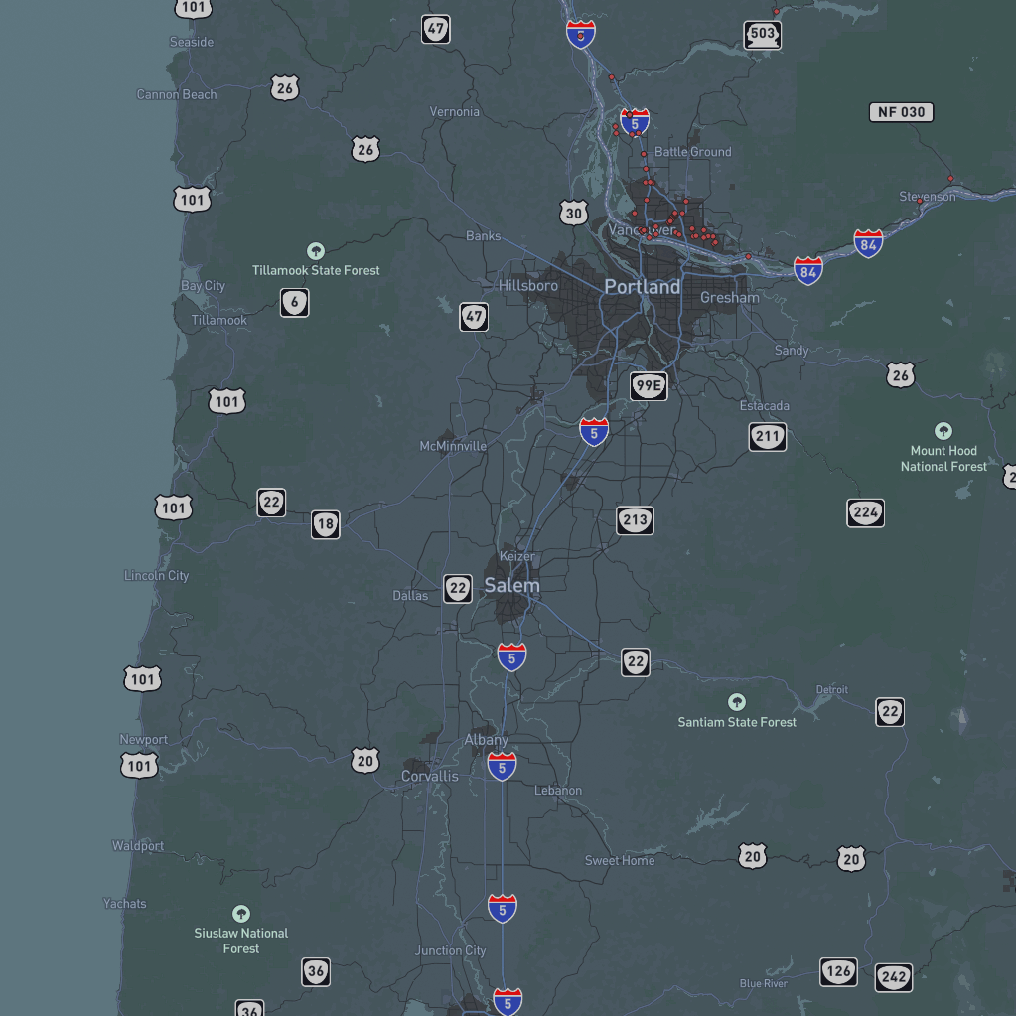 101
47
5
503
Seaside
26
Cannon Beach
NF 030
Vernonia
5
26
Battle Ground
101
Stevenson
30
Vancouver
Banks
84
Tillamook State Forest
84
Bay City
Hillsboro
Portland
Gresham
6
Tillamook
47
Sandy
26
99E
101
Estacada
5
211
Mount Hood
National Forest
McMinnville
22
101
18
213
224
Keizer
Lincoln City
Salem
22
Dallas
5
22
101
Detroit
Santiam State Forest
22
Newport
Albany
101
20
5
Corvallis
Lebanon
Waldport
Sweet Home
20
20
Yachats
5
Siuslaw National
Forest
Junction City
36
126
242
Blue River
5
36